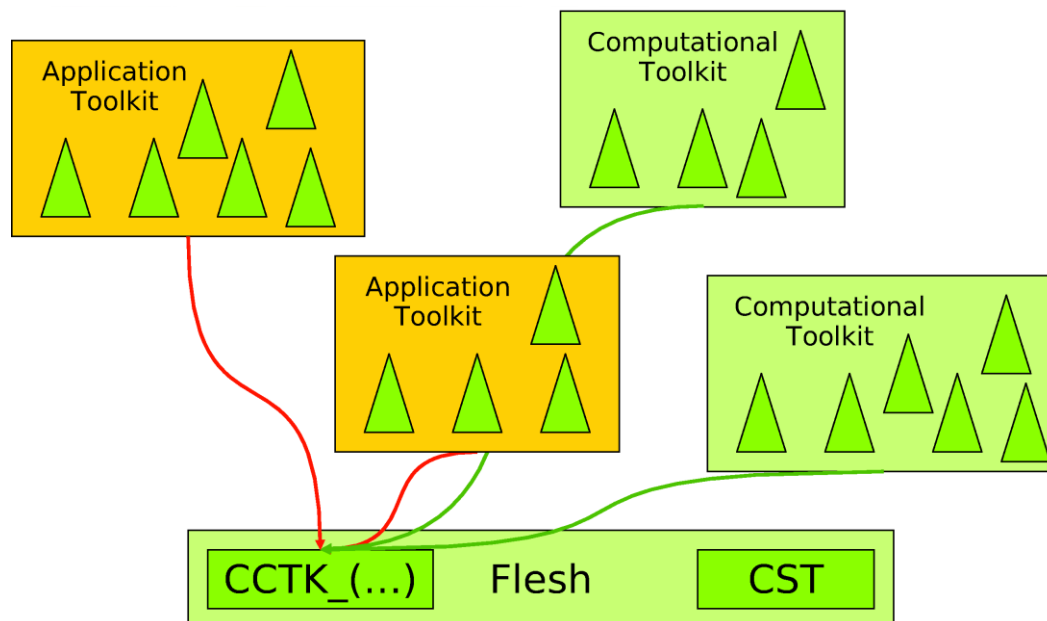 Application
Toolkit
Computational
Toolkit
Application
Toolkit
Computational
Toolkit
CCTK_(...)
Flesh
CST